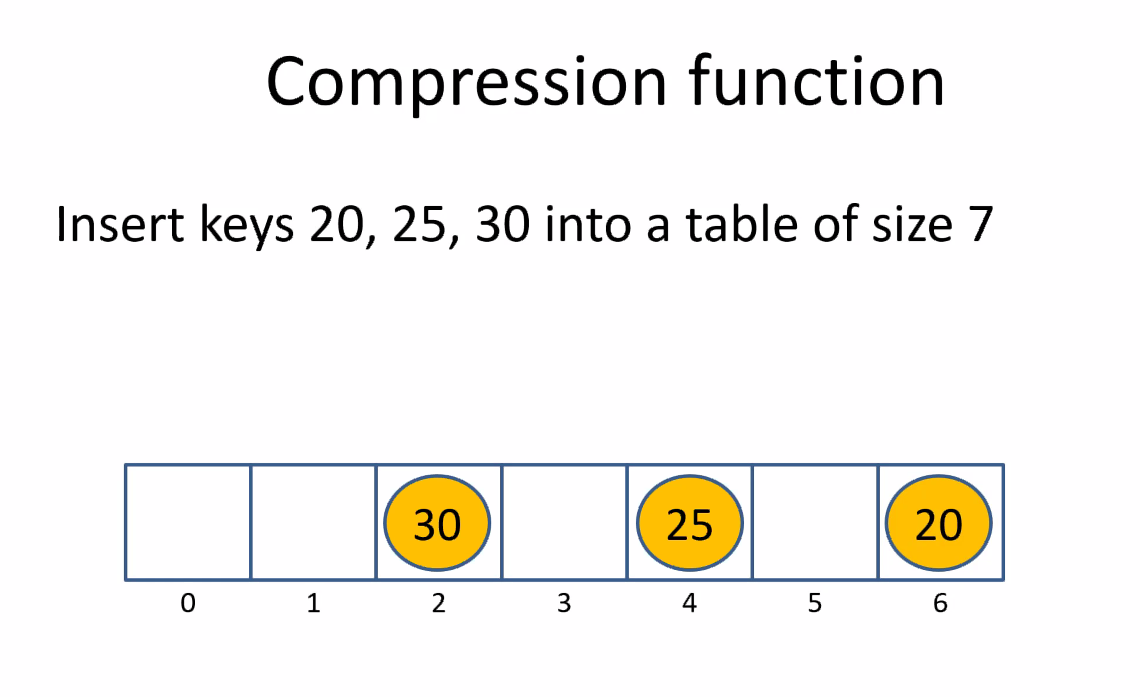 Compression function
Insert keys 20, 25, 30 into a table of size 7
30 25 20
0 1 2 3 4 5 6